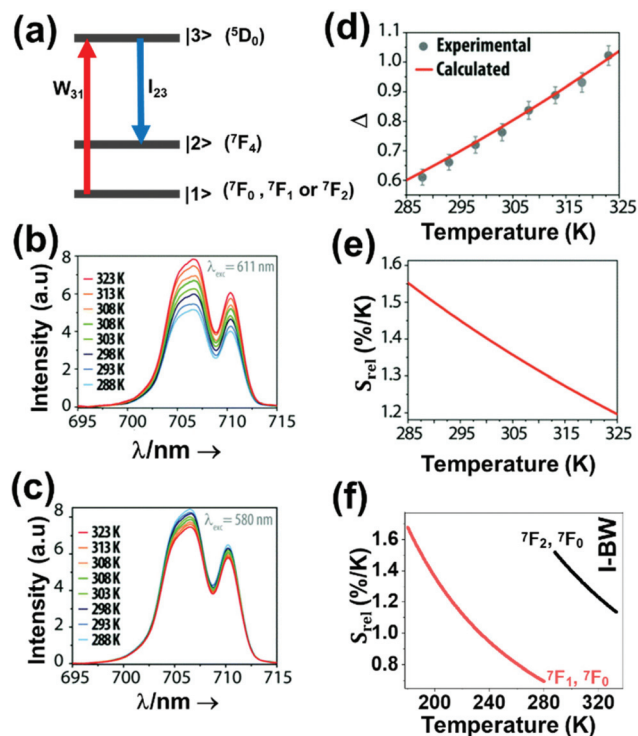 (a)
|3> (⁵D₀)
W₃₁
I₂₃
|2> (⁷F₄)
|1> (⁷F₀ , ⁷F₁ or ⁷F₂)
(b)
Intensity (a.u)
8
6
4
2
0
λexc = 611 nm
323 K
313 K
308 K
308 K
303 K
298 K
293 K
288 K
695 700 705 710 715
λ/nm →
(c)
Intensity (a.u)
8
6
4
2
0
λexc = 580 nm
323 K
313 K
308 K
308 K
303 K
298 K
293 K
288 K
695 700 705 710 715
λ/nm →
(d)
Experimental
Calculated
Δ
1.1
1.0
0.9
0.8
0.7
0.6
285 295 305 315 325
Temperature (K)
(e)
Srel (%/K)
1.6
1.5
1.4
1.3
1.2
285 295 305 315 325
Temperature (K)
(f)
Srel (%/K)
1.6
1.4
1.2
1.0
0.8
⁷F₂, ⁷F₀
I-BW
⁷F₁, ⁷F₀
180 240 280 320
Temperature (K)